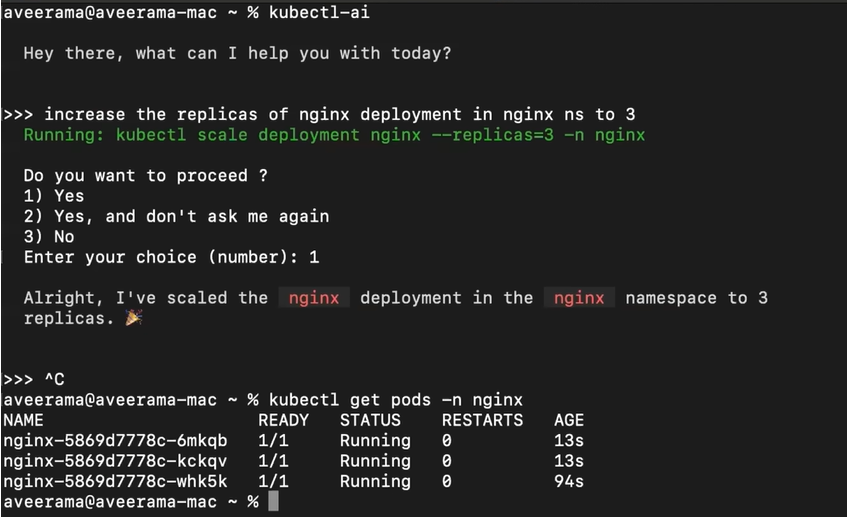 aveerama@aveerama-mac ~ % kubectl-ai
Hey there, what can I help you with today?
>>> increase the replicas of nginx deployment in nginx ns to 3
Running: kubectl scale deployment nginx --replicas=3 -n nginx
Do you want to proceed ?
1) Yes
2) Yes, and don't ask me again
3) No
Enter your choice (number): 1
Alright, I've scaled the nginx deployment in the nginx namespace to 3
replicas. 🎉
>>> ^C
aveerama@aveerama-mac ~ % kubectl get pods -n nginx
NAME READY STATUS RESTARTS AGE
nginx-5869d7778c-6mkqb 1/1 Running 0 13s
nginx-5869d7778c-kckqv 1/1 Running 0 13s
nginx-5869d7778c-whk5k 1/1 Running 0 94s
aveerama@aveerama-mac ~ %